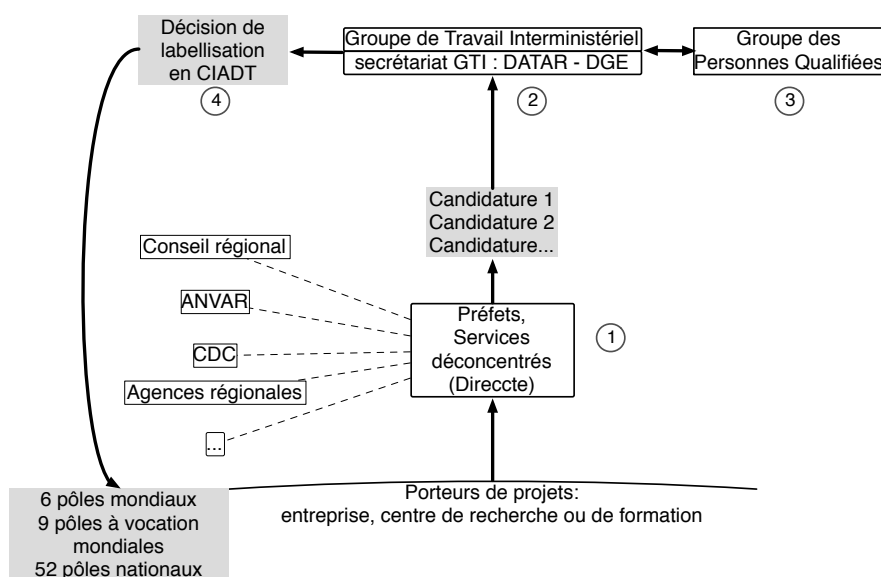 Décision de
labellisation
en CIADT
4
Groupe de Travail Interministériel
secrétariat GTI : DATAR - DGE
2
Groupe des
Personnes Qualifiées
3
Candidature 1
Candidature 2
Candidature...
Conseil régional
ANVAR
CDC
Agences régionales
...
Préfets,
Services
déconcentrés
(Direccte)
1
Porteurs de projets:
entreprise, centre de recherche ou de formation
6 pôles mondiaux
9 pôles à vocation
mondiales
52 pôles nationaux